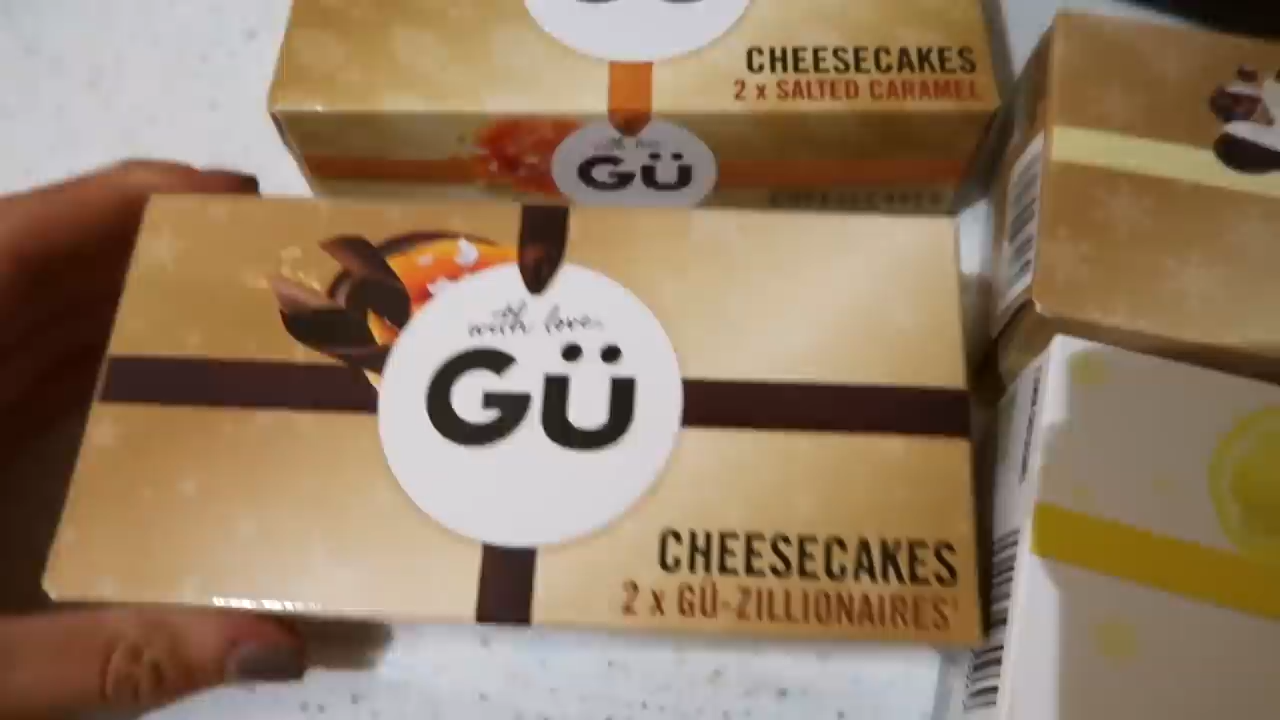 CHEESECAKES
2 x SALTED CARAMEL
GÜ
with love,
GÜ
CHEESECAKES
2 x GÜ-ZILLIONAIRES'